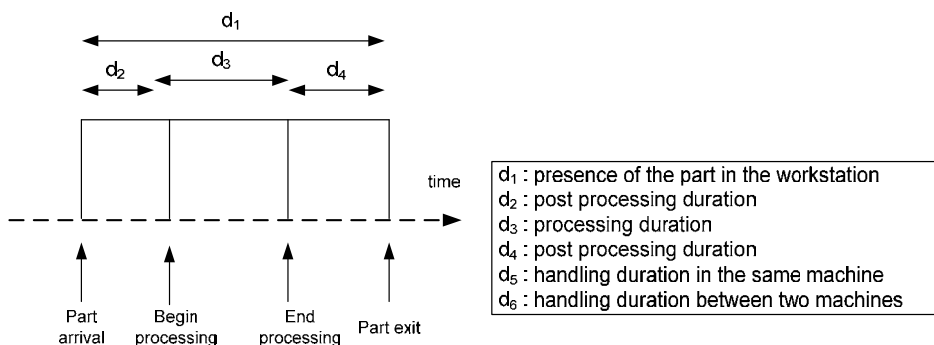 d₁
d₂
d₃
d₄
time
Part arrival
Begin processing
End processing
Part exit
d₁ : presence of the part in the workstation
d₂ : post processing duration
d₃ : processing duration
d₄ : post processing duration
d₅ : handling duration in the same machine
d₆ : handling duration between two machines